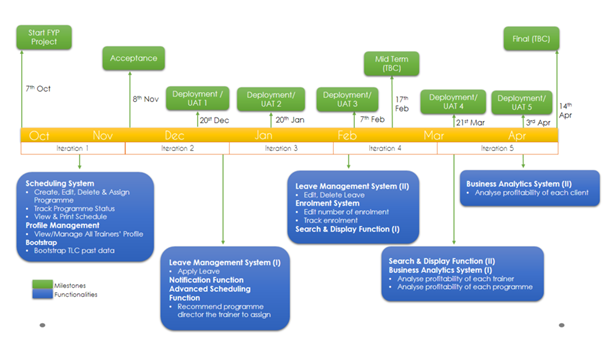 Start FYP
Project
Acceptance
Mid Term
(TBC)
Final (TBC)
7th Oct
8th Nov
Deployment /
UAT 1
20st Dec
Deployment/
UAT 2
20th Jan
Deployment/
UAT 3
7th Feb
17th
Feb
Deployment/
UAT 4
21st Mar
Deployment/
UAT 5
3rd Apr
14th
Apr
Oct Nov Dec Jan Feb Mar Apr
Iteration 1 Iteration 2 Iteration 3 Iteration 4 Iteration 5
Scheduling System
• Create, Edit, Delete & Assign
Programme
• Track Programme Status
• View & Print Schedule
Profile Management
• View/Manage All Trainers' Profile
Bootstrap
• Bootstrap TLC past data
Leave Management System (I)
• Apply Leave
Notification Function
Advanced Scheduling
Function
• Recommend programme
director the trainer to assign
Leave Management System (II)
• Edit, Delete Leave
Enrolment System
• Edit number of enrolment
• Track enrolment
Search & Display Function (I)
Search & Display Function (II)
Business Analytics System (I)
• Analyse profitability of each trainer
• Analyse profitability of each programme
Business Analytics System (II)
• Analyse profitability of each client
Milestones
Functionalities